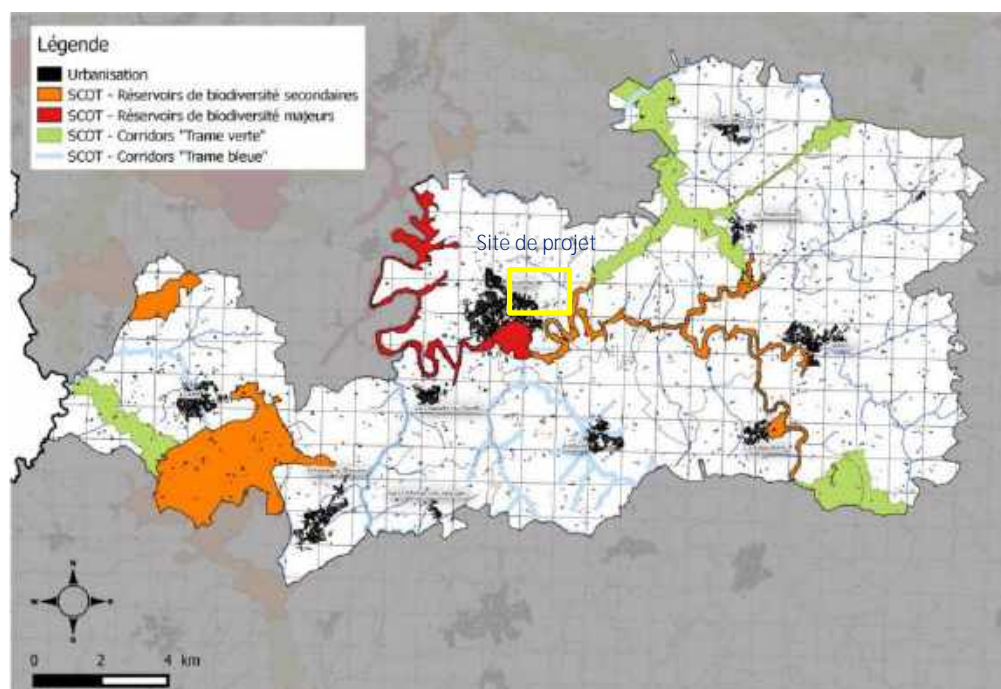 Légende
Urbanisation
SCOT - Réservoirs de biodiversité secondaires
SCOT - Réservoirs de biodiversité majeurs
SCOT - Corridors "Trame verte"
SCOT - Corridors "Trame bleue"
Site de projet
N
W E
S
0 2 4 km